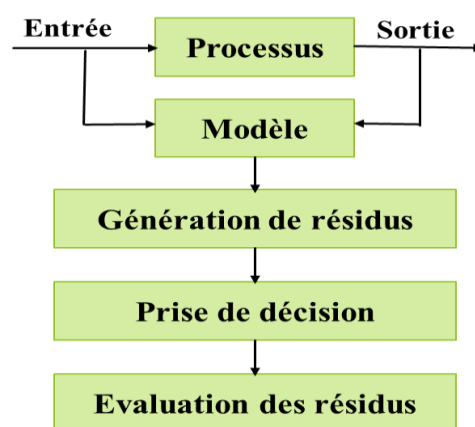 Entrée
Processus
Sortie
Modèle
Génération de résidus
Prise de décision
Evaluation des résidus